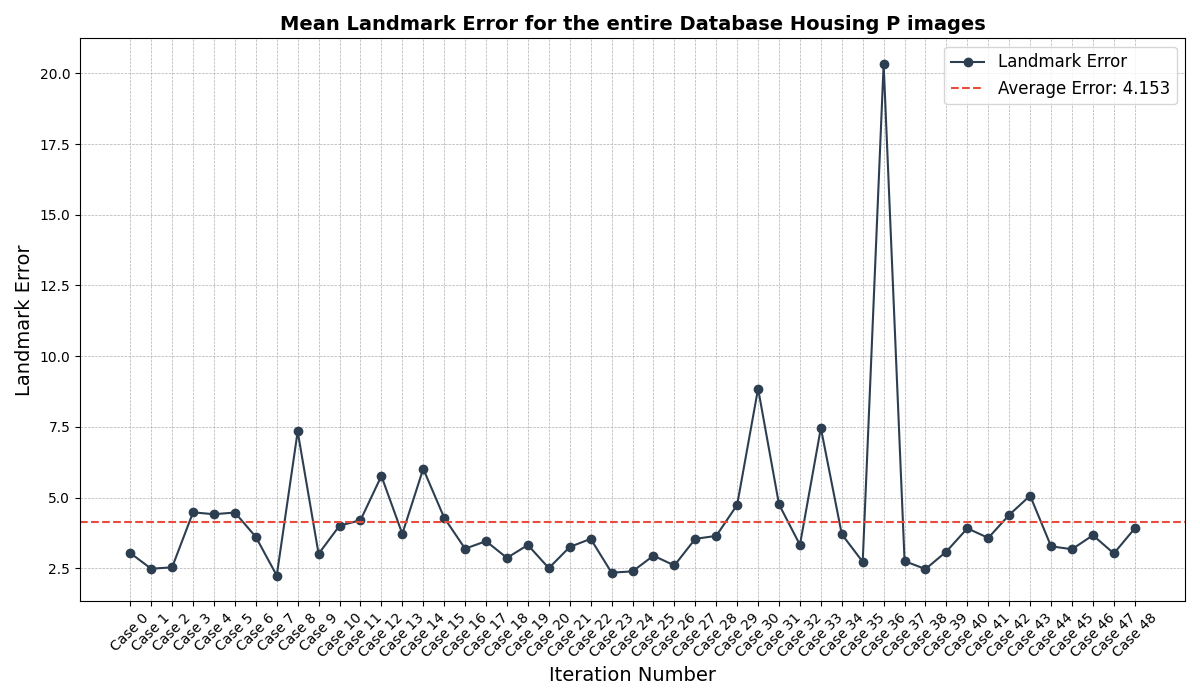 Mean Landmark Error for the entire Database Housing P images
Landmark Error
Average Error: 4.153
20.0
17.5
15.0
12.5
10.0
7.5
5.0
2.5
Landmark Error
Case 0
Case 1
Case 2
Case 3
Case 4
Case 5
Case 6
Case 7
Case 8
Case 9
Case 10
Case 11
Case 12
Case 13
Case 14
Case 15
Case 16
Case 17
Case 18
Case 19
Case 20
Case 21
Case 22
Case 23
Case 24
Case 25
Case 26
Case 27
Case 28
Case 29
Case 30
Case 31
Case 32
Case 33
Case 34
Case 35
Case 36
Case 37
Case 38
Case 39
Case 40
Case 41
Case 42
Case 43
Case 44
Case 45
Case 46
Case 47
Case 48
Iteration Number